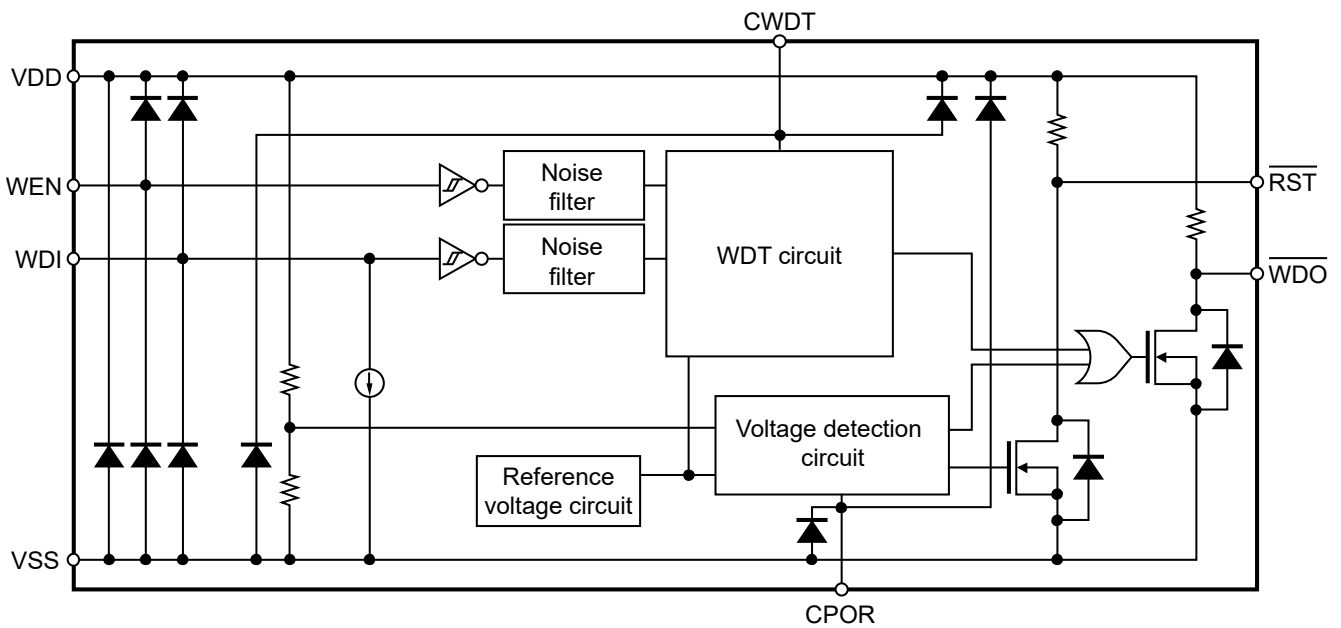 CWDT
VDD
WEN
WDI
VSS
Noise
filter
Noise
filter
WDT circuit
Voltage detection
circuit
Reference
voltage circuit
RST
WDO
CPOR